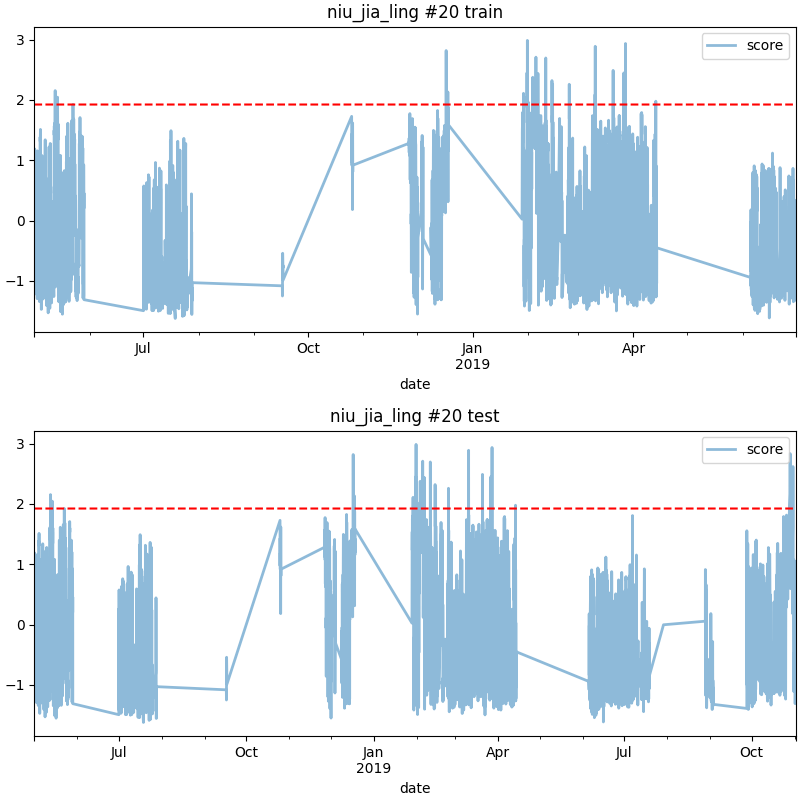 niu_jia_ling #20 train
score
3
2
1
0
−1
Jul
Oct
Jan
2019
Apr
date
niu_jia_ling #20 test
score
3
2
1
0
−1
Jul
Oct
Jan
2019
Apr
Jul
Oct
date